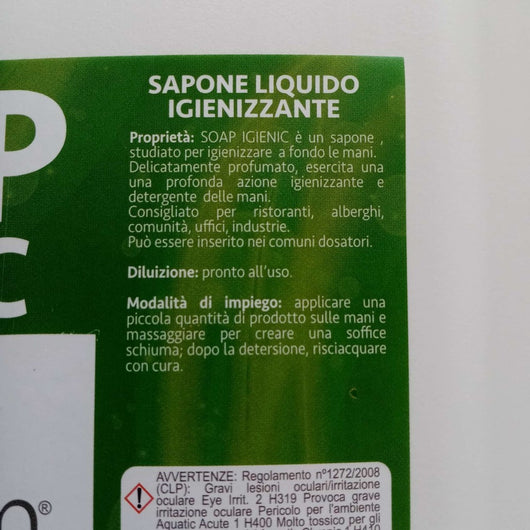 SAPONE LIQUIDO
IGIENIZZANTE
Proprietà: SOAP IGIENIC è un sapone ,
studiato per igienizzare a fondo le mani.
Delicatamente profumato, esercita una
una profonda azione igienizzante e
detergente delle mani.
Consigliato per ristoranti, alberghi,
comunità, uffici, industrie.
Può essere inserito nei comuni dosatori.
Diluizione: pronto all'uso.
Modalità di impiego: applicare una
piccola quantità di prodotto sulle mani e
massaggiare per creare una soffice
schiuma; dopo la detersione, risciacquare
con cura.
P
C
o®
AVVERTENZE: Regolamento n°1272/2008
(CLP): Gravi lesioni oculari/irritazione
oculare Eye Irrit. 2 H319 Provoca grave
irritazione oculare Pericolo per l'ambiente
Aquatic Acute 1 H400 Molto tossico per gli